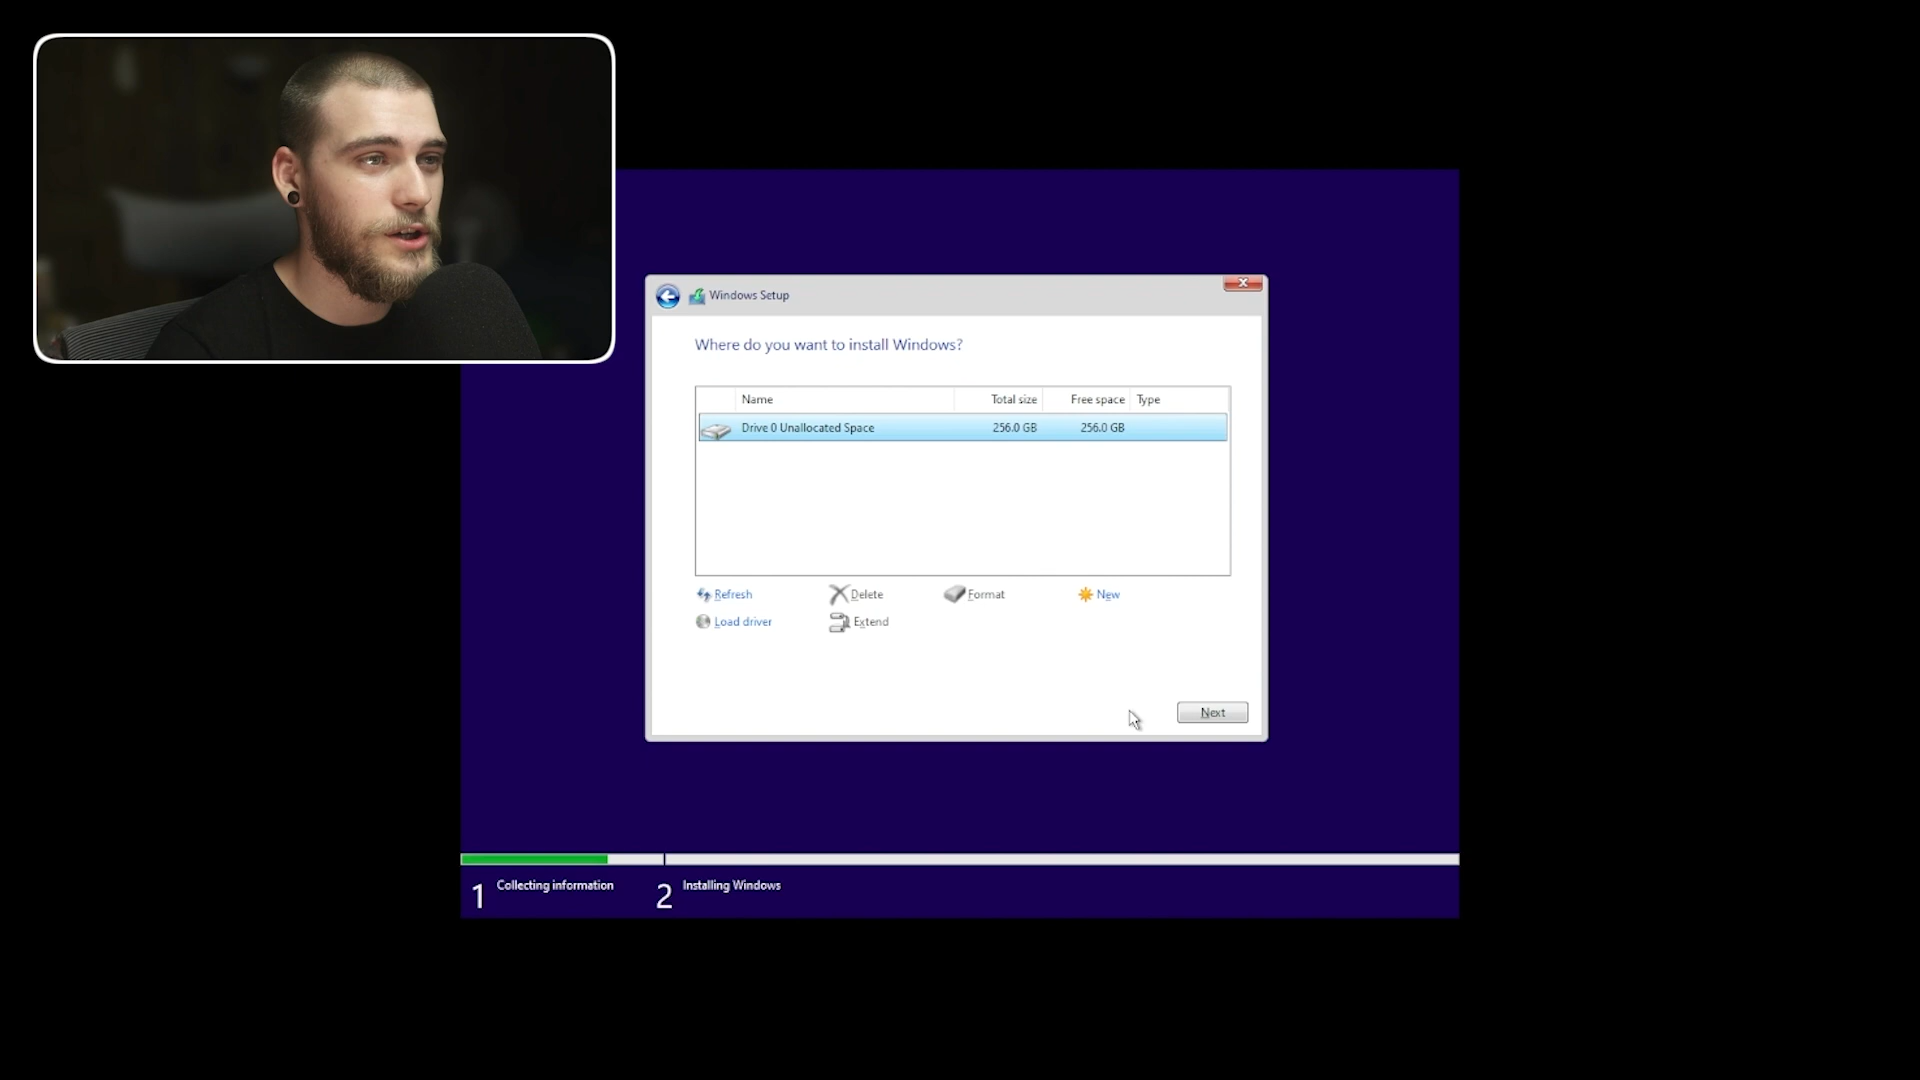 Windows Setup
Where do you want to install Windows?
Name Total size Free space Type
Drive 0 Unallocated Space 256.0 GB 256.0 GB
Refresh Delete Format New
Load driver Extend
Next
1 Collecting information 2 Installing Windows